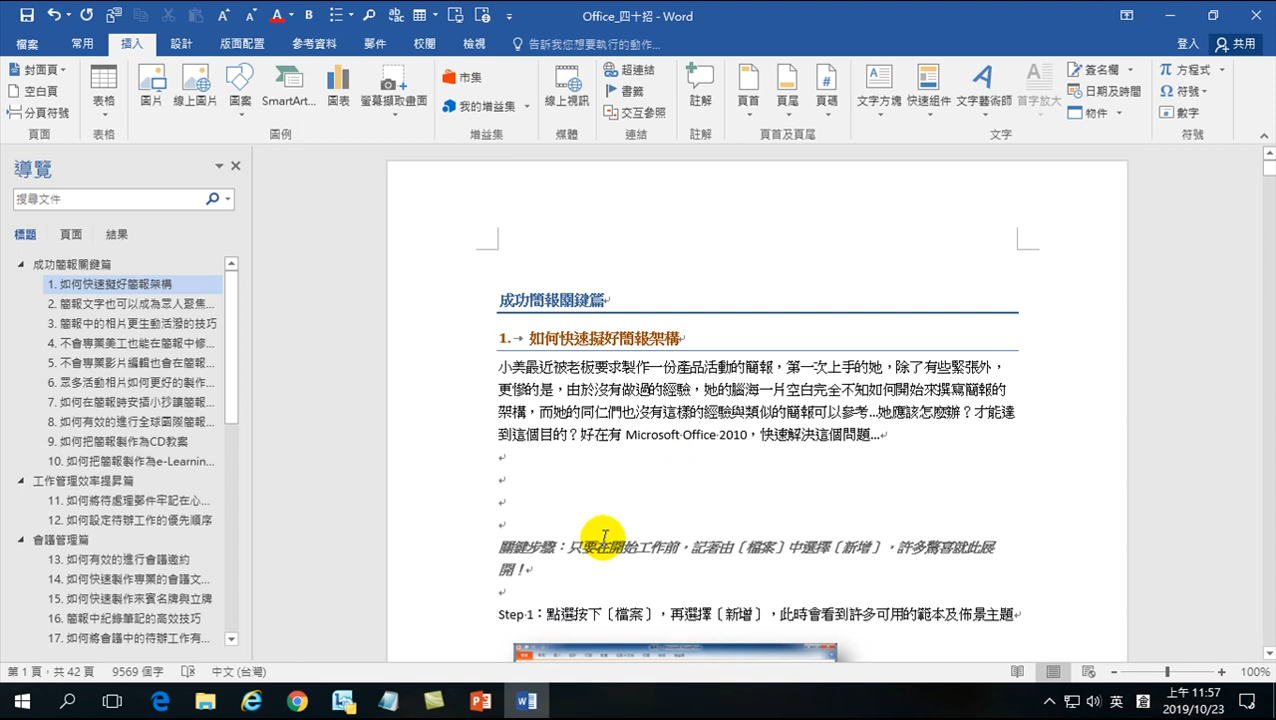 Office_四十招 - Word
檔案 常用 插入 設計 版面配置 參考資料 郵件 校閱 檢視 告訴我您想要執行的動作... 登入 共用
封面頁
空白頁
分頁符號
頁面
表格
表格
圖片 線上圖片 圖案 SmartArt... 圖表 螢幕擷取畫面
圖例
市集
我的增益集
增益集
線上視訊
媒體
超連結
書籤
交互參照
連結
註解
註解
頁首 頁尾 頁碼
頁首及頁尾
文字方塊 快速組件 文字藝術師 首字放大
簽名欄
日期及時間
物件
文字
方程式
符號
數字
符號
導覽
搜尋文件
標題 頁面 結果
成功簡報關鍵篇
1. 如何快速擬好簡報架構
2. 簡報文字也可以成為眾人聚焦...
3. 簡報中的相片更生動活潑的技巧
4. 不會專業美工也能在簡報中修...
5. 不會專業影片編輯也會在簡報...
6. 眾多活動相片如何更好的製作...
7. 如何在簡報時安插小抄讓簡報...
8. 如何有效的進行全球團隊簡報...
9. 如何把簡報製作為CD教案
10. 如何把簡報製作為e-Learnin...
工作管理效率提昇篇
11. 如何將待處理郵件牢記在心...
12. 如何設定待辦工作的優先順序
會議管理篇
13. 如何有效的進行會議邀約
14. 如何快速製作專業的會議文...
15. 如何快速製作來賓名牌與立牌
16. 簡報中紀錄筆記的高效技巧
17. 如何將會議中的待辦工作有...
成功簡報關鍵篇
1. 如何快速擬好簡報架構
小美最近被老板要求製作一份產品活動的簡報，第一次上手的她，除了有些緊張外，
更慘的是，由於沒有做過的經驗，她的腦海一片空白完全不知如何開始來撰寫簡報的
架構，而她的同仁們也沒有這樣的經驗與類似的簡報可以參考…她應該怎麼辦？才能達
到這個目的？好在有 Microsoft Office 2010，快速解決這個問題…
關鍵步驟：只要在開始工作前，記著由〔檔案〕中選擇〔新增〕，許多驚喜就此展
開！
Step 1：點選按下〔檔案〕，再選擇〔新增〕，此時會看到許多可用的範本及佈景主題
第 1 頁，共 42 頁 9569 個字 中文 (台灣) 100%
英 上午 11:57
2019/10/23